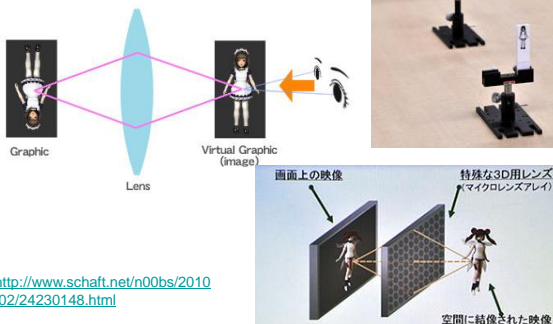 Graphic
Lens
Virtual Graphic
(image)
画面上の映像
特殊な3D用レンズ
(マイクロレンズアレイ)
空間に結像された映像
http://www.schaft.net/n00bs/2010
02/24230148.html